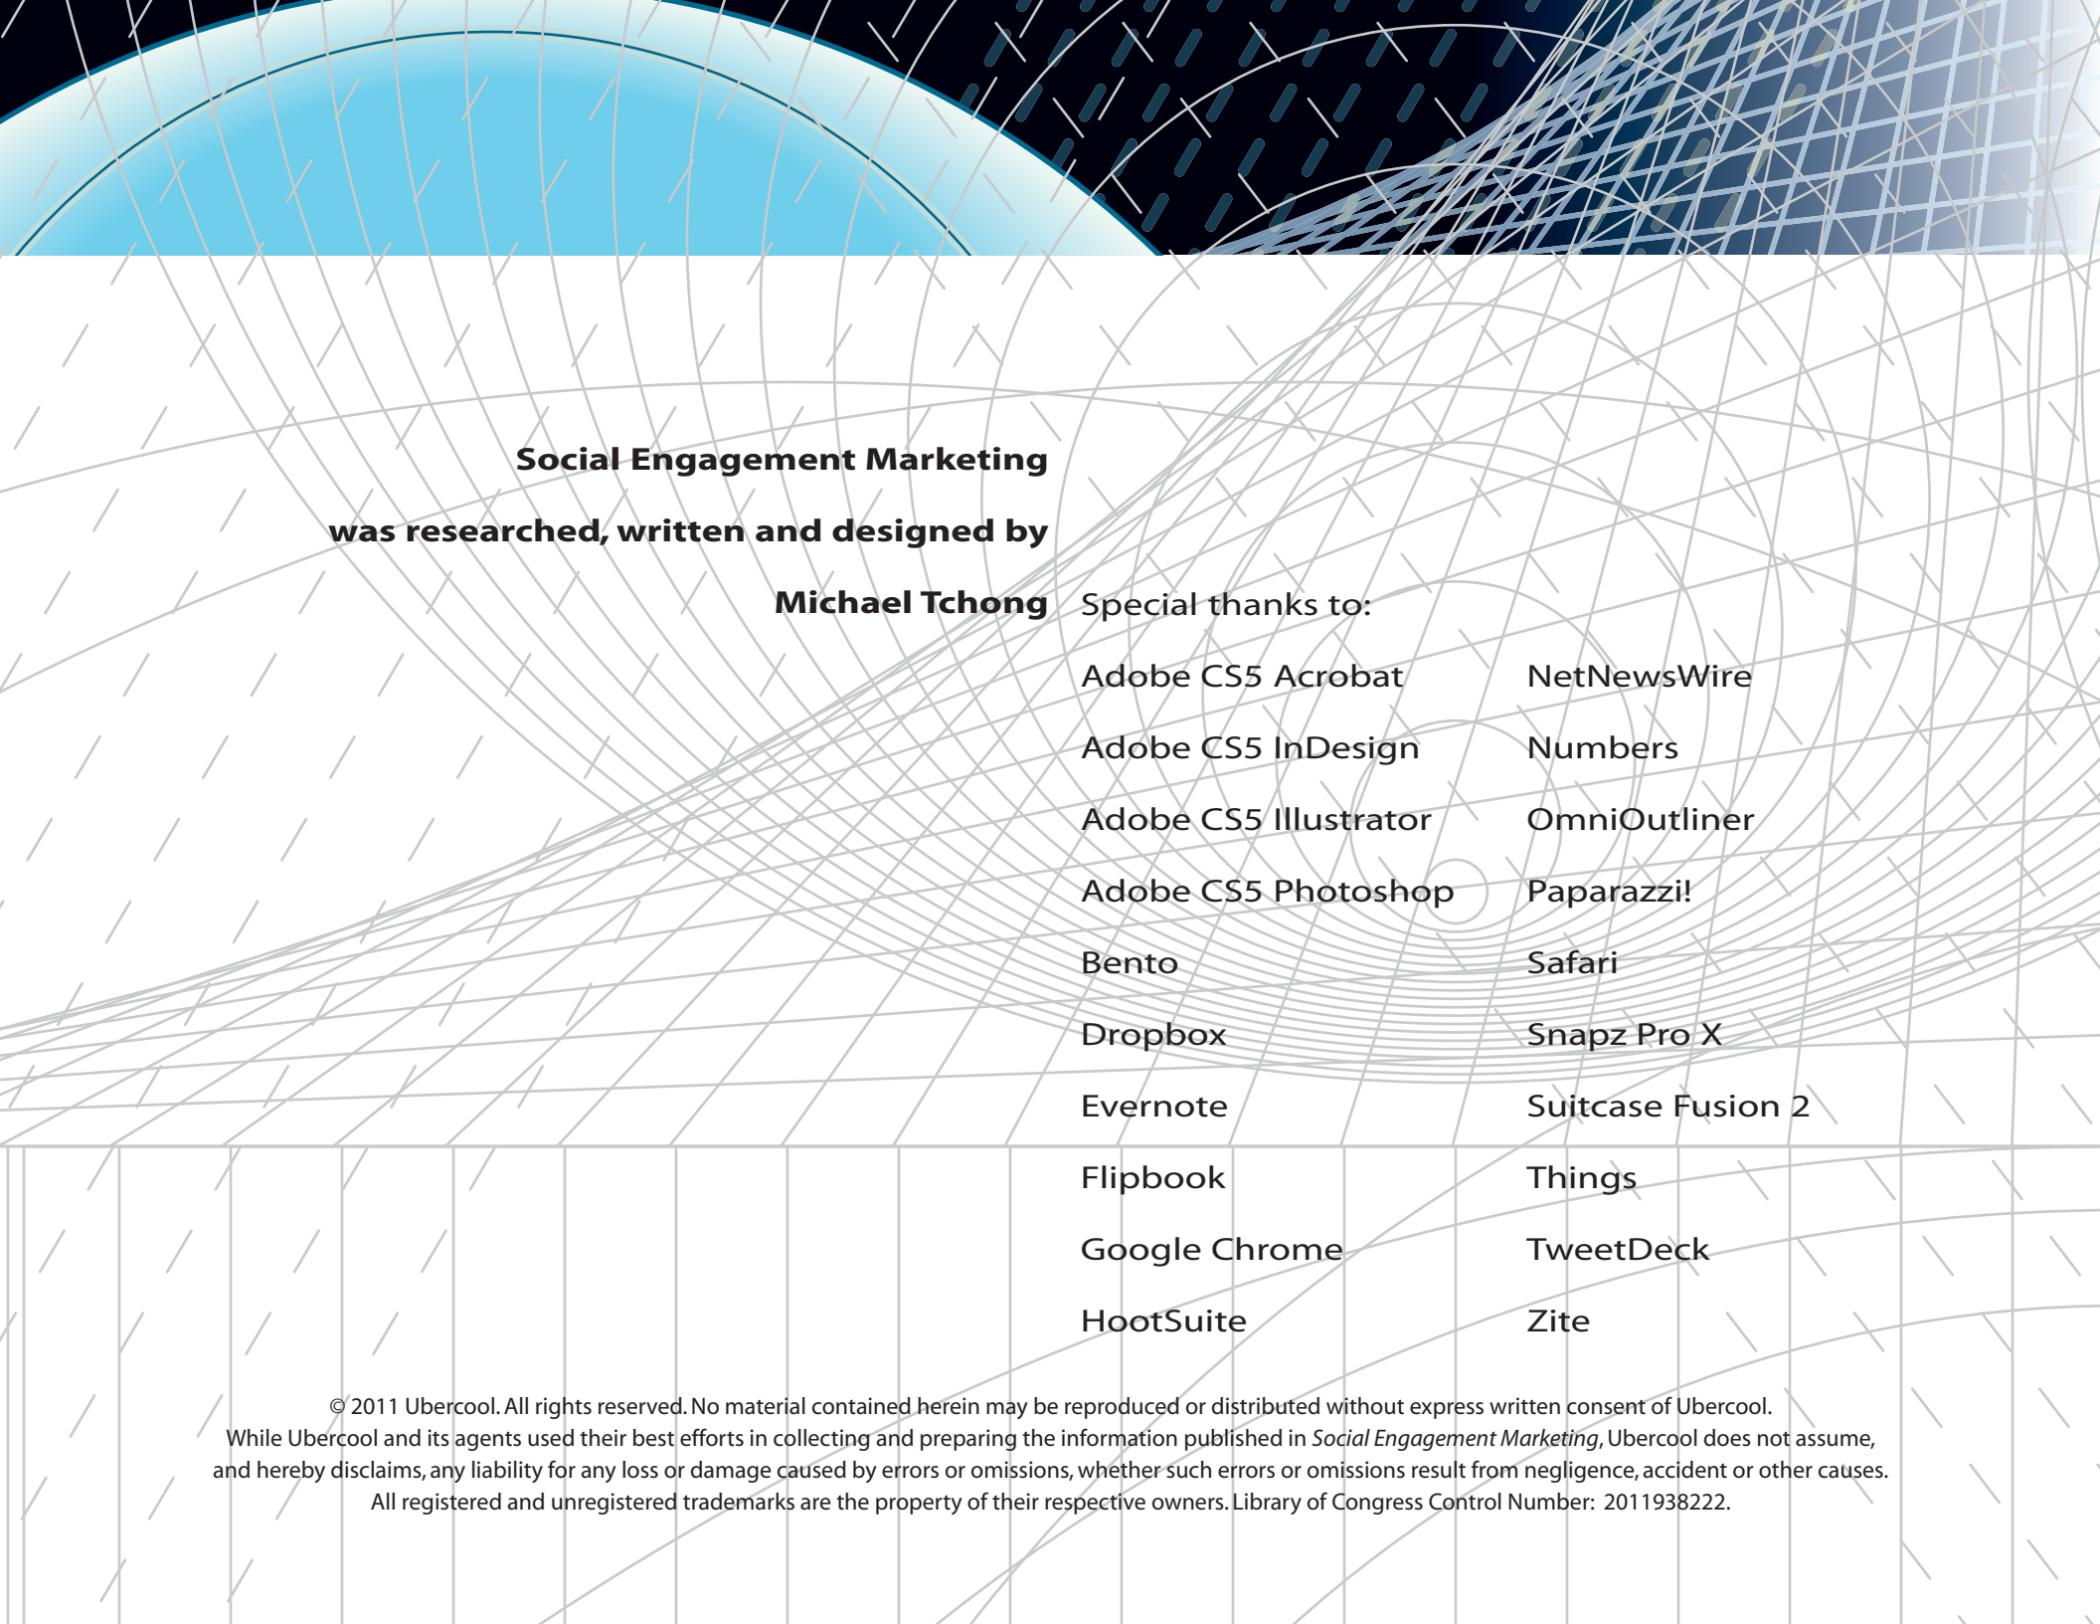 Social Engagement Marketing
was researched, written and designed by
Michael Tchong
Special thanks to:
Adobe CS5 Acrobat
Adobe CS5 InDesign
Adobe CS5 Illustrator
Adobe CS5 Photoshop
Bento
Dropbox
Evernote
Flipbook
Google Chrome
HootSuite
NetNewsWire
Numbers
OmniOutliner
Paparazzi!
Safari
Snapz Pro X
Suitcase Fusion 2
Things
TweetDeck
Zite
© 2011 Ubercool. All rights reserved. No material contained herein may be reproduced or distributed without express written consent of Ubercool.
While Ubercool and its agents used their best efforts in collecting and preparing the information published in Social Engagement Marketing, Ubercool does not assume,
and hereby disclaims, any liability for any loss or damage caused by errors or omissions, whether such errors or omissions result from negligence, accident or other causes.
All registered and unregistered trademarks are the property of their respective owners. Library of Congress Control Number: 2011938222.